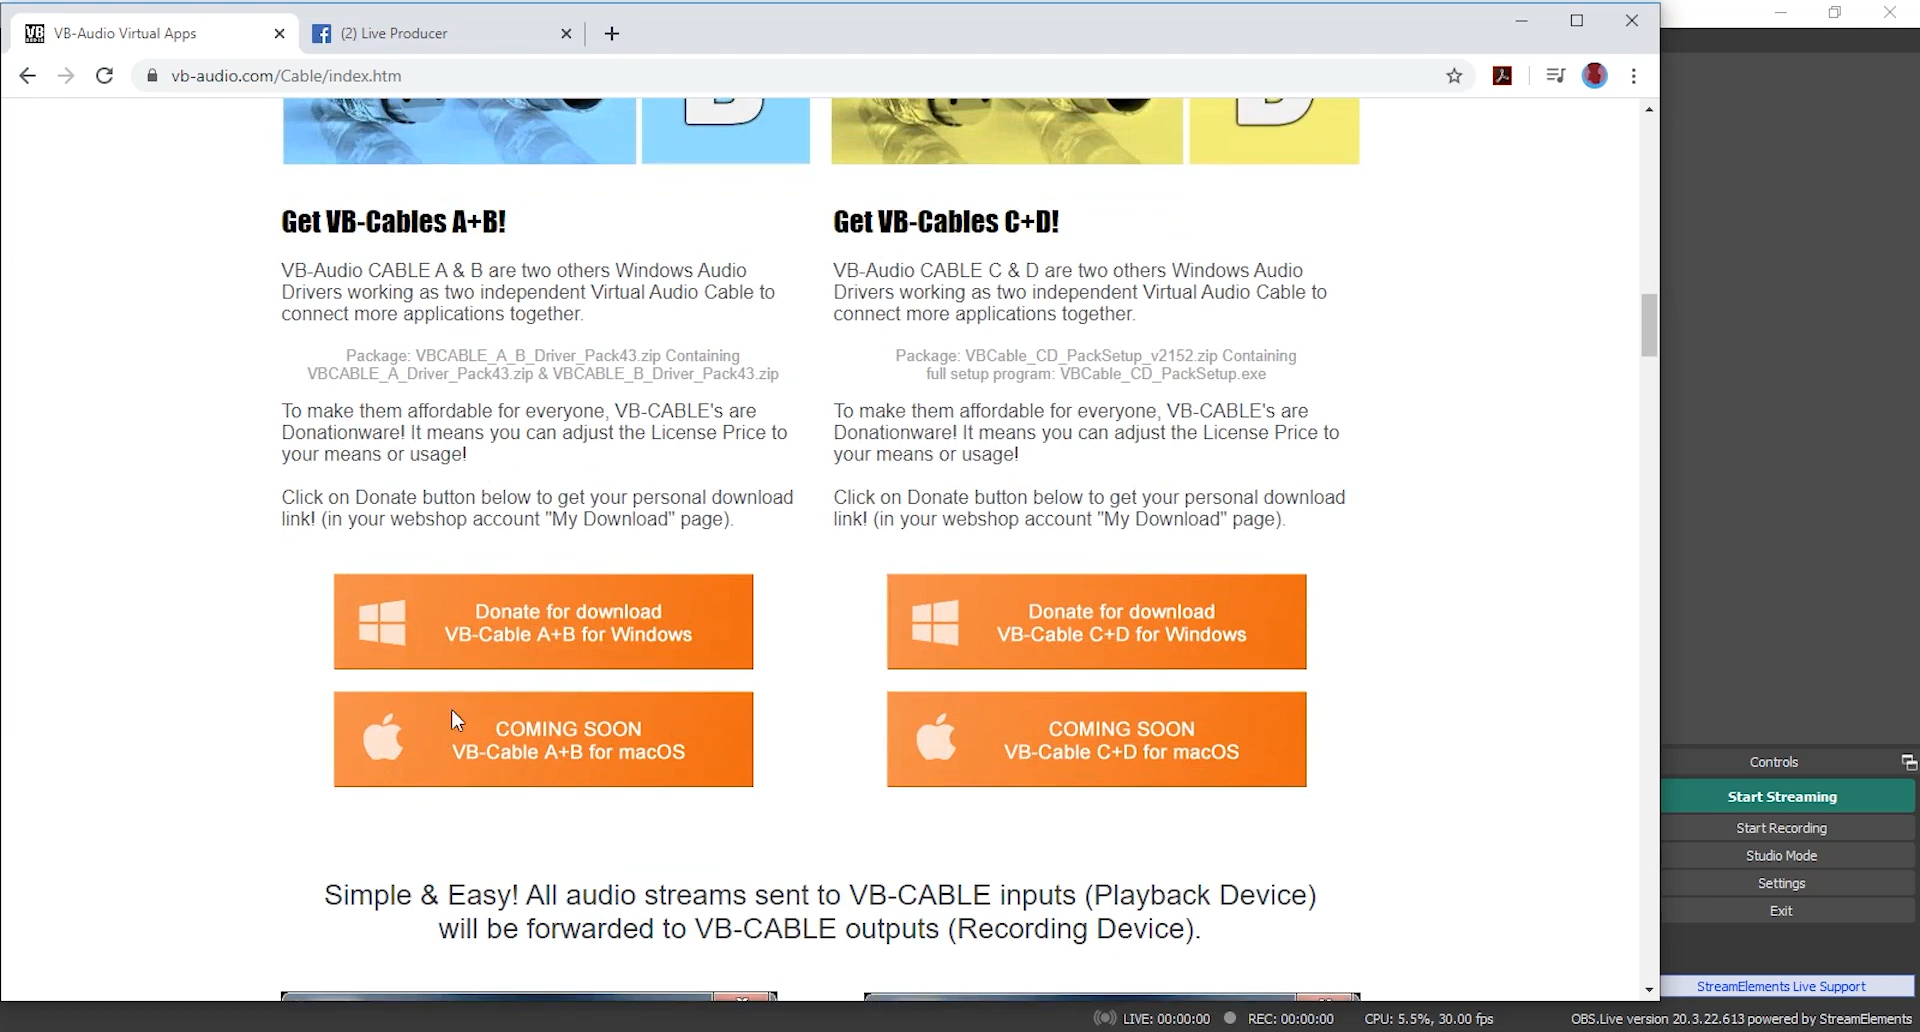 VB-Audio Virtual Apps
(2) Live Producer
vb-audio.com/Cable/index.htm
Get VB-Cables A+B!
VB-Audio CABLE A & B are two others Windows Audio
Drivers working as two independent Virtual Audio Cable to
connect more applications together.
Package: VBCABLE_A_B_Driver_Pack43.zip Containing
VBCABLE_A_Driver_Pack43.zip & VBCABLE_B_Driver_Pack43.zip
To make them affordable for everyone, VB-CABLE's are
Donationware! It means you can adjust the License Price to
your means or usage!
Click on Donate button below to get your personal download
link! (in your webshop account "My Download" page).
Donate for download
VB-Cable A+B for Windows
COMING SOON
VB-Cable A+B for macOS
Get VB-Cables C+D!
VB-Audio CABLE C & D are two others Windows Audio
Drivers working as two independent Virtual Audio Cable to
connect more applications together.
Package: VBCable_CD_PackSetup_v2152.zip Containing
full setup program: VBCable_CD_PackSetup.exe
To make them affordable for everyone, VB-CABLE's are
Donationware! It means you can adjust the License Price to
your means or usage!
Click on Donate button below to get your personal download
link! (in your webshop account "My Download" page).
Donate for download
VB-Cable C+D for Windows
COMING SOON
VB-Cable C+D for macOS
Simple & Easy! All audio streams sent to VB-CABLE inputs (Playback Device)
will be forwarded to VB-CABLE outputs (Recording Device).
Controls
Start Streaming
Start Recording
Studio Mode
Settings
Exit
StreamElements Live Support
LIVE: 00:00:00
REC: 00:00:00
CPU: 5.5%, 30.00 fps
OBS.Live version 20.3.22.613 powered by StreamElements